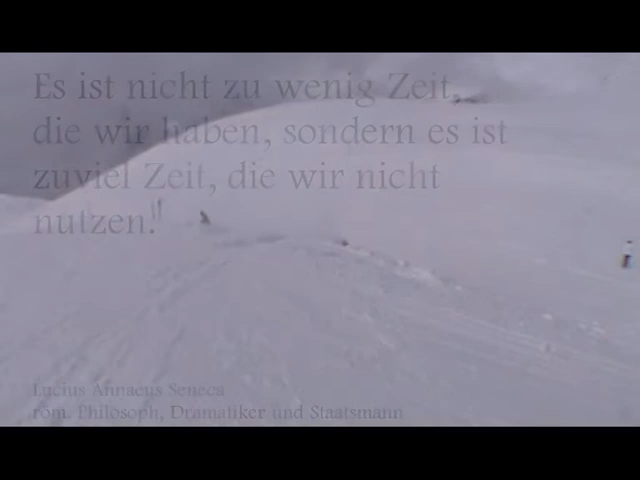 Es ist nicht zu wenig Zeit,
die wir haben, sondern es ist
zuviel Zeit, die wir nicht
nutzen.
Lucius Annaeus Seneca
röm. Philosoph, Dramatiker und Staatsmann